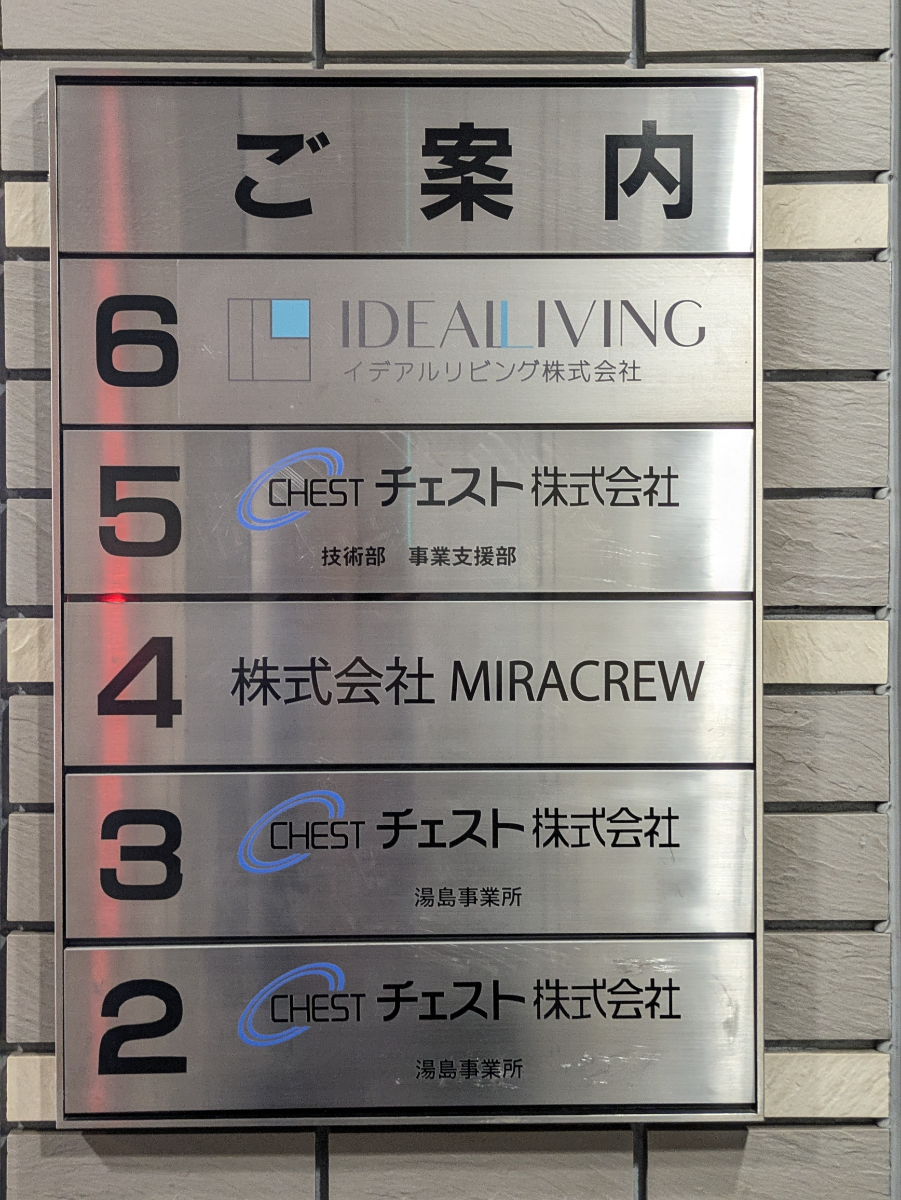 ご案内
6 IDEALLIVING
イデアルリビング株式会社
5 CHEST チェスト株式会社
技術部 事業支援部
4 株式会社 MIRACREW
3 CHEST チェスト株式会社
湯島事業所
2 CHEST チェスト株式会社
湯島事業所